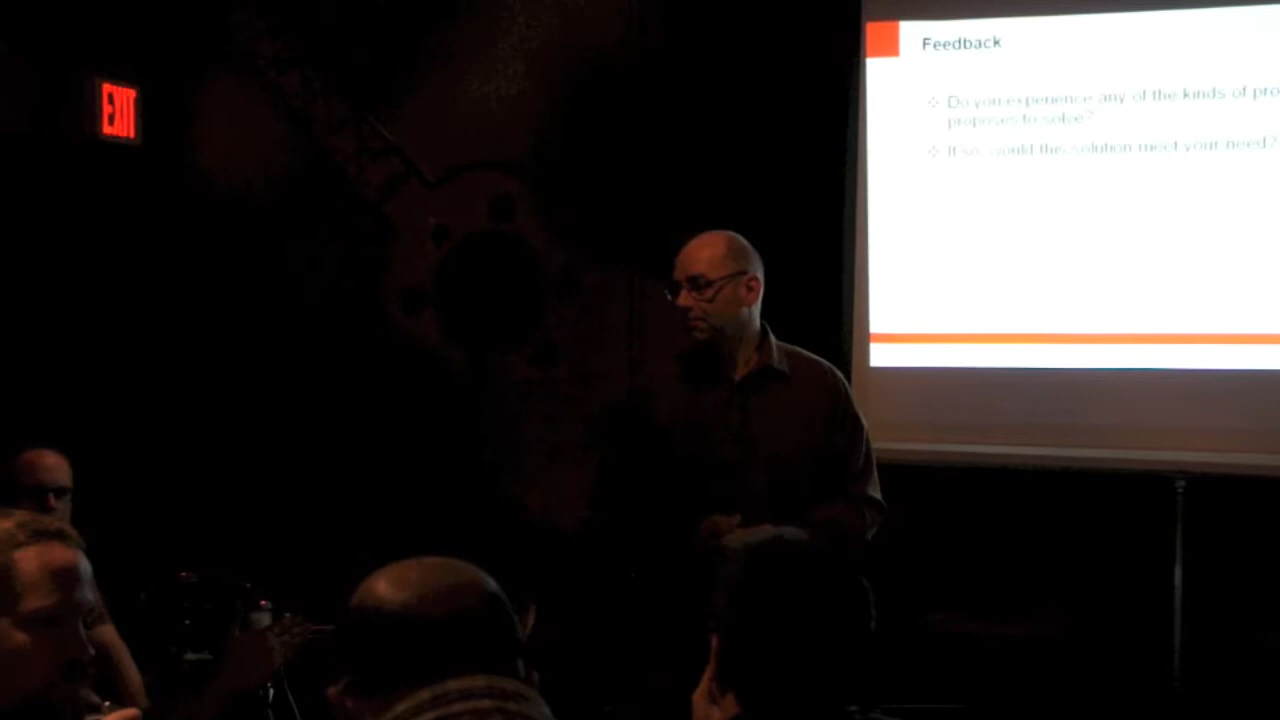 EXIT
Feedback
Do you experience any of the kinds of pro
proposes to solve?
If so, would this solution meet your need?